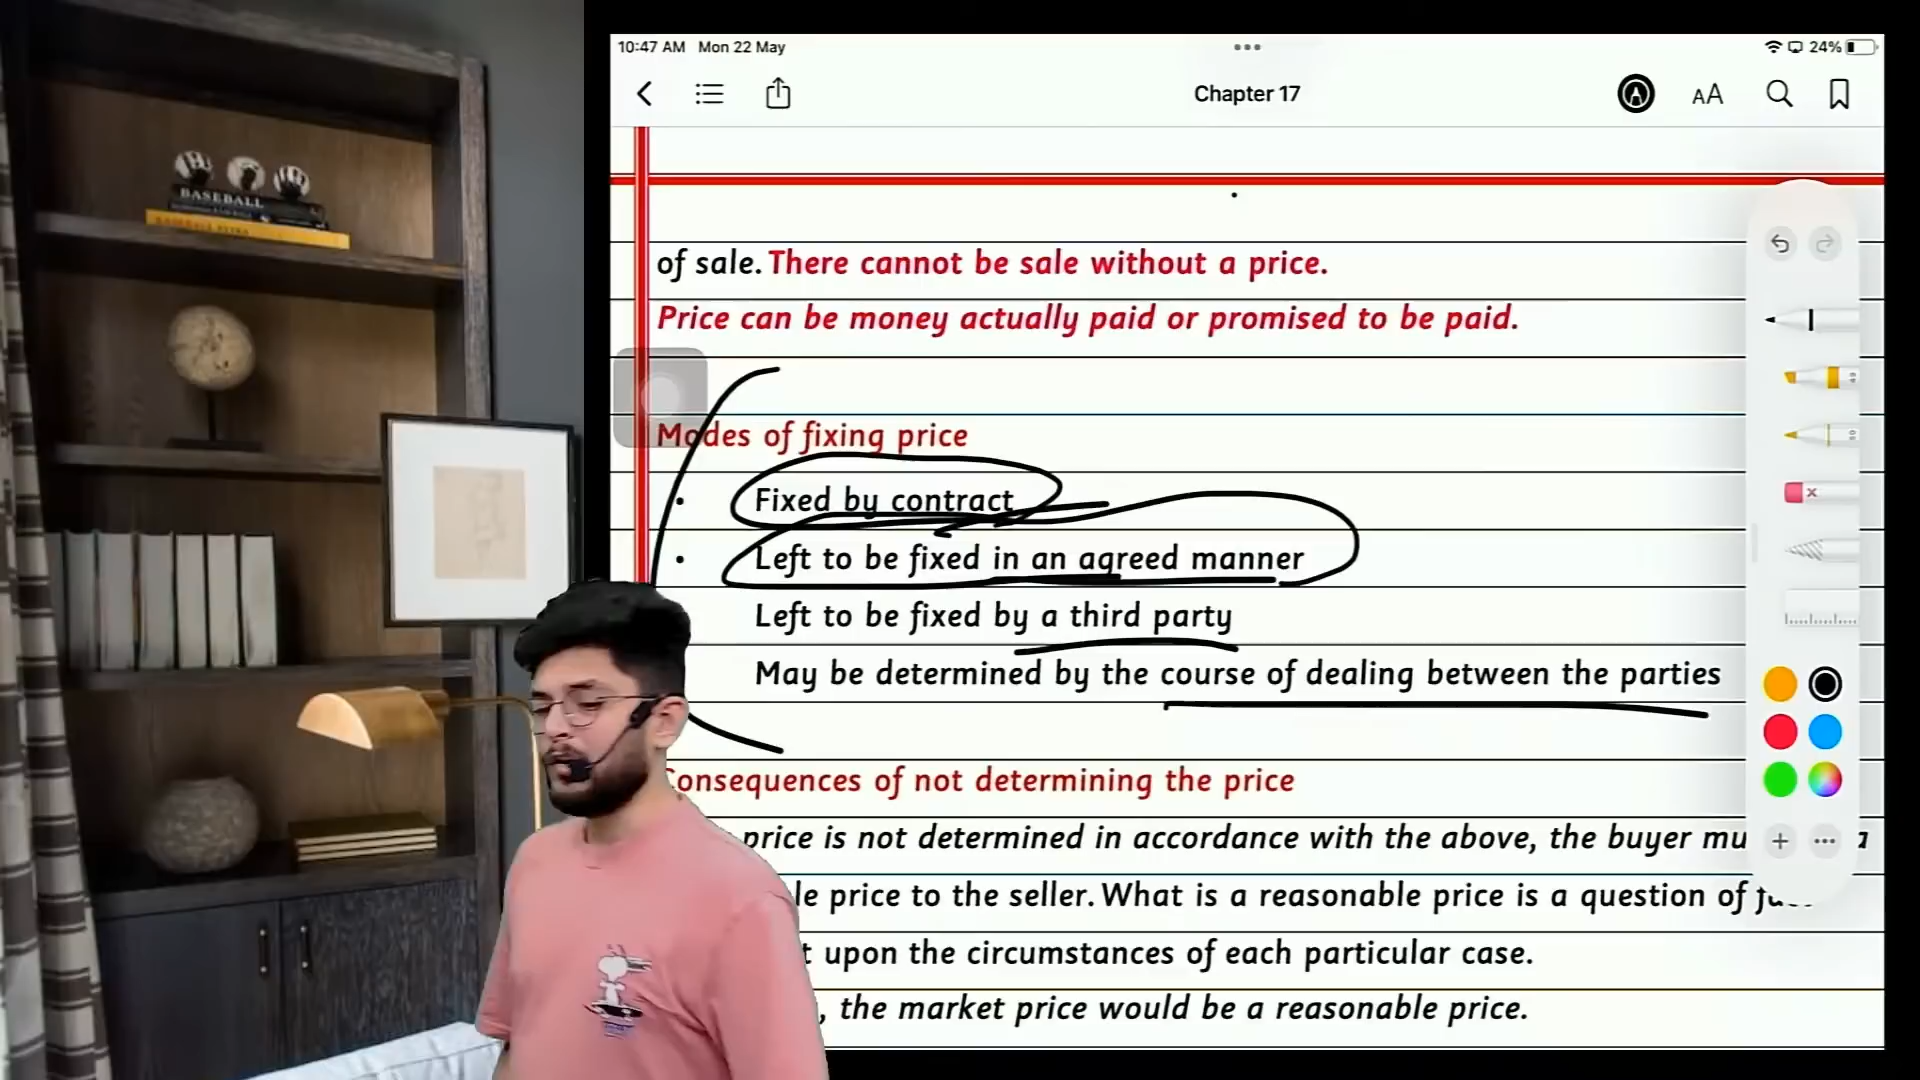 10:47 AM Mon 22 May
24%
Chapter 17
AA
BASEBALL
of sale. There cannot be sale without a price.
Price can be money actually paid or promised to be paid.
Modes of fixing price
• Fixed by contract
• Left to be fixed in an agreed manner
Left to be fixed by a third party
May be determined by the course of dealing between the parties
Consequences of not determining the price
price is not determined in accordance with the above, the buyer a
price to the seller. What is a reasonable price is a question of
upon the circumstances of each particular case.
, the market price would be a reasonable price.